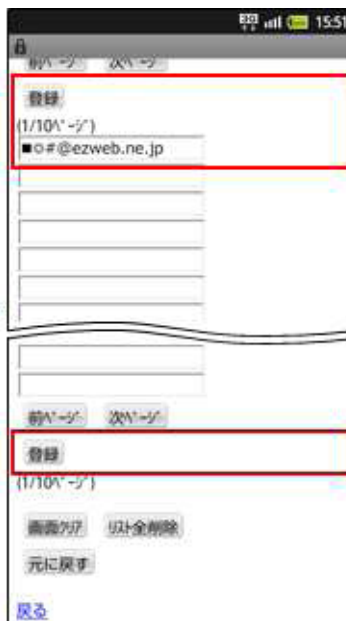 3G 15:51
前ページ 次ページ
登録
(1/10ページ)
■○#@ezweb.ne.jp
前ページ 次ページ
登録
(1/10ページ)
画面クリア リスト全削除
元に戻す
戻る